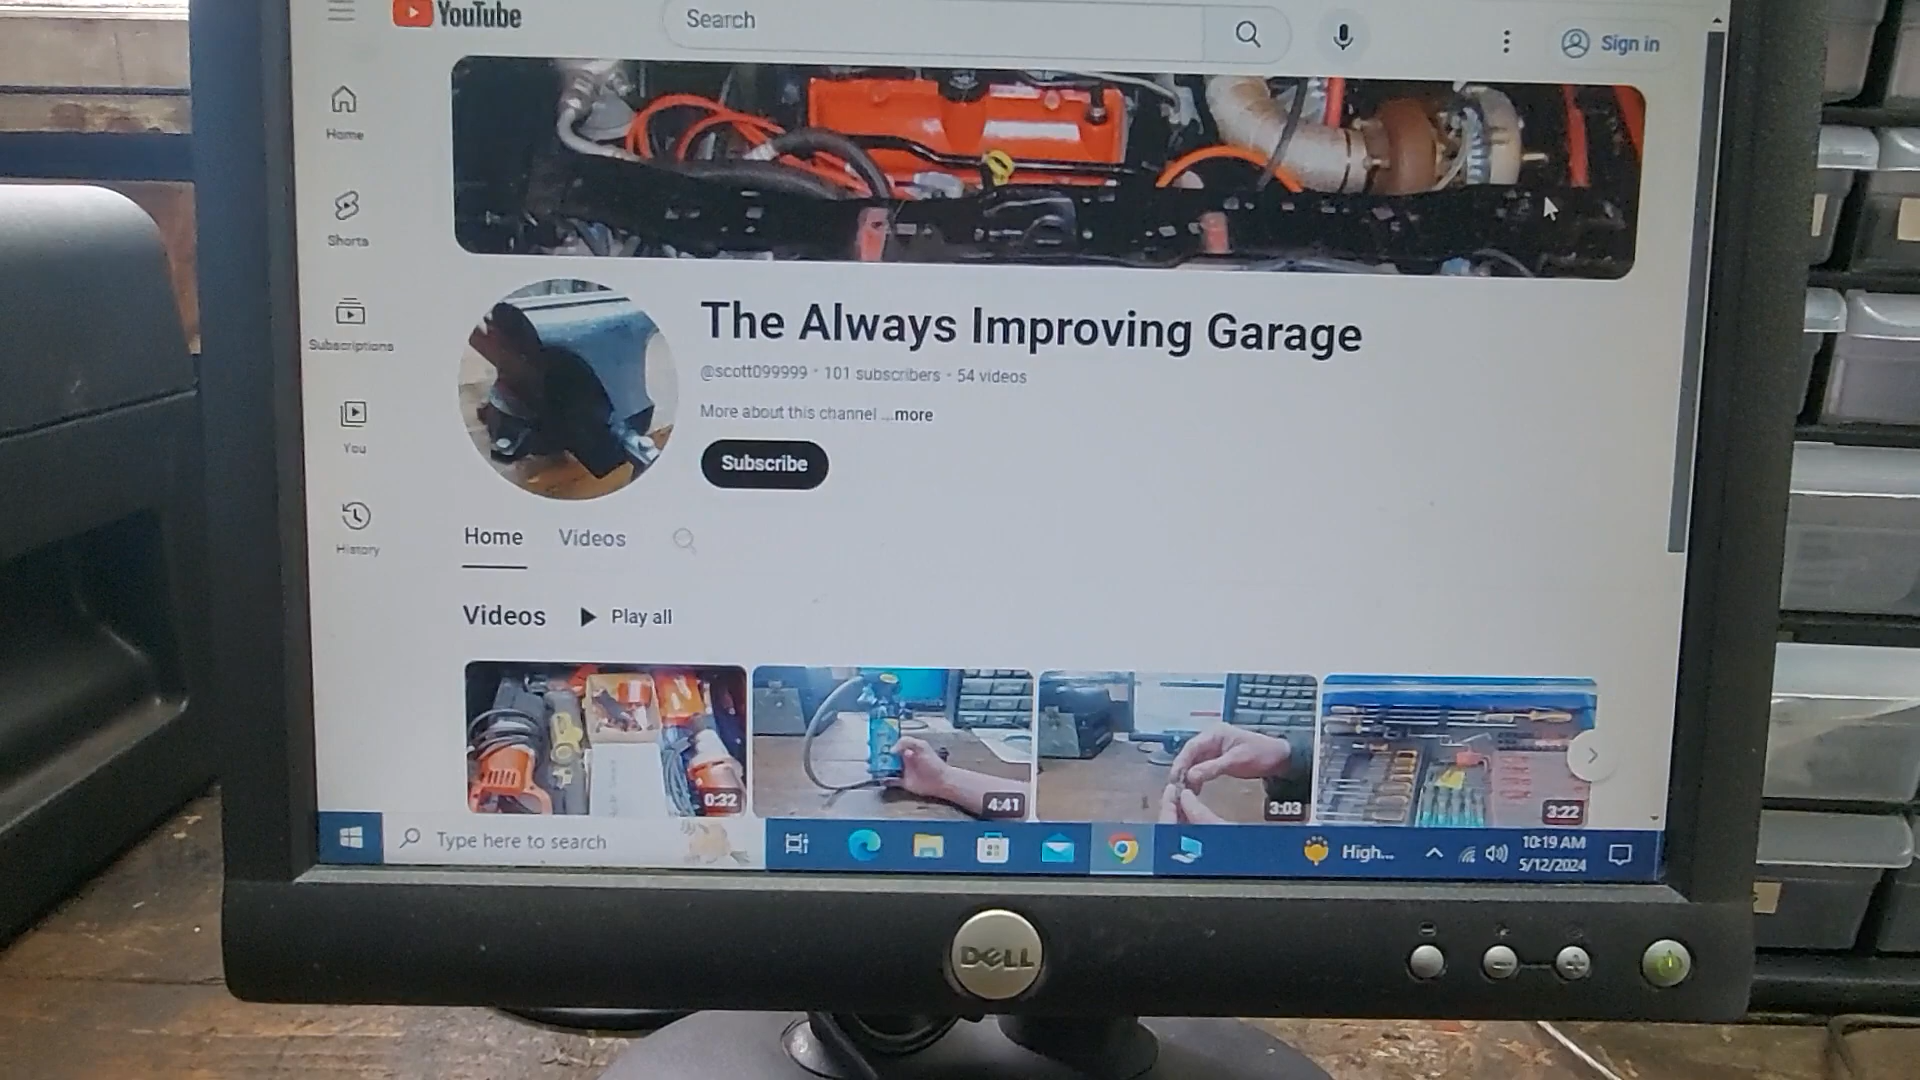 YouTube
Search
Sign in
Home
Shorts
Subscriptions
You
History
The Always Improving Garage
@scott099999 · 101 subscribers · 54 videos
More about this channel ...more
Subscribe
Home Videos
Videos Play all
0:32 4:41 3:03 3:22
Type here to search
High...
10:19 AM
5/12/2024
DELL